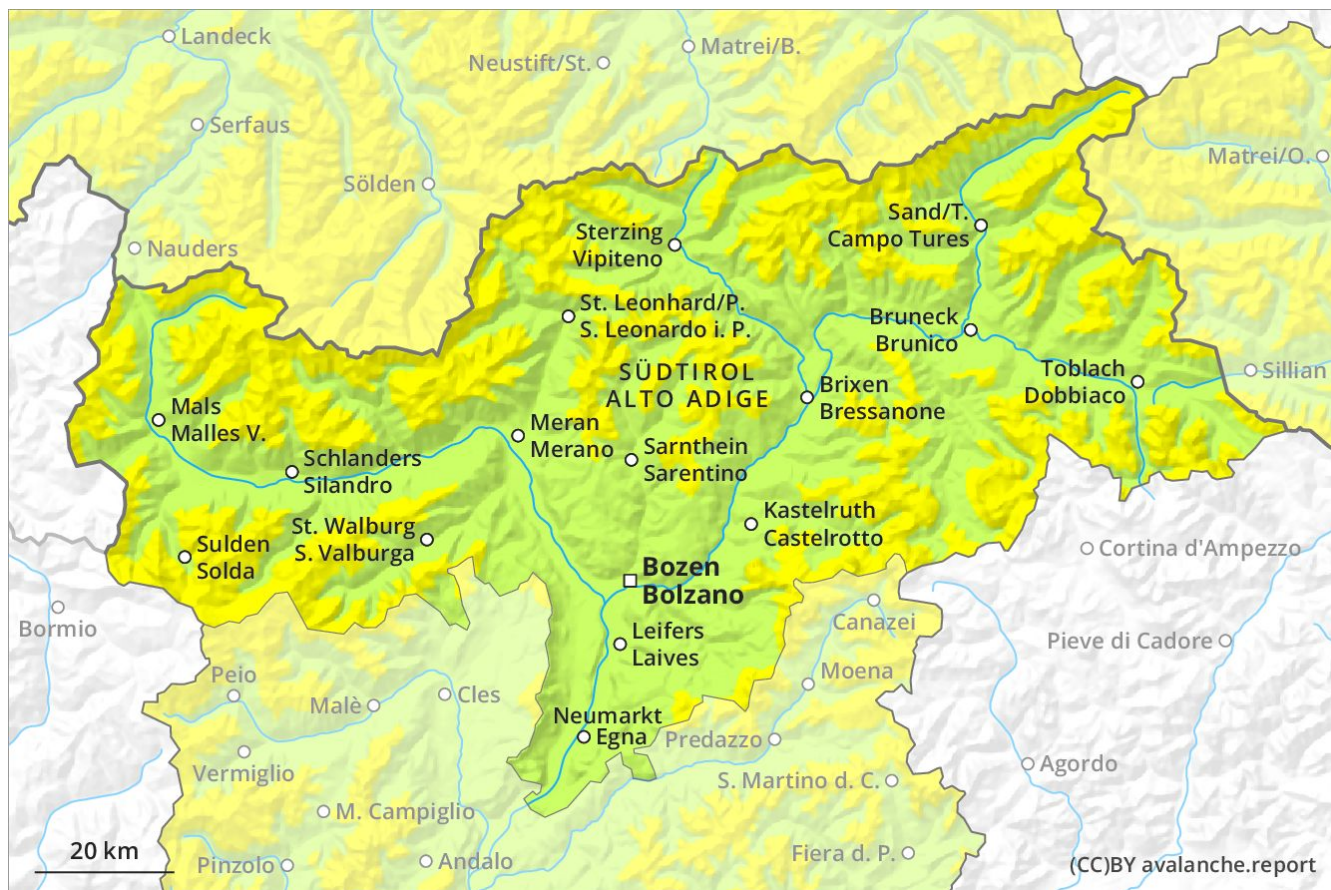 Landeck
Neustift/St.
Matrei/B.
Serfaus
Matrei/O.
Sölden
Nauders
Sand/T.
Campo Tures
Sterzing
Vipiteno
St. Leonhard/P.
S. Leonardo i. P.
Bruneck
Brunico
SÜDTIROL
ALTO ADIGE
Toblach
Dobbiaco
Sillian
Brixen
Bressanone
Mals
Malles V.
Meran
Merano
Sarnthein
Sarentino
Schlanders
Silandro
St. Walburg
S. Valburga
Kastelruth
Castelrotto
Sulden
Solda
Cortina d'Ampezzo
Bozen
Bolzano
Bormio
Leifers
Laives
Canazei
Pieve di Cadore
Peio
Moena
Malè
Cles
Neumarkt
Egna
Predazzo
Vermiglio
Agordo
S. Martino d. C.
M. Campiglio
20 km
Pinzolo
Andalo
Fiera d. P.
(CC)BY avalanche.report